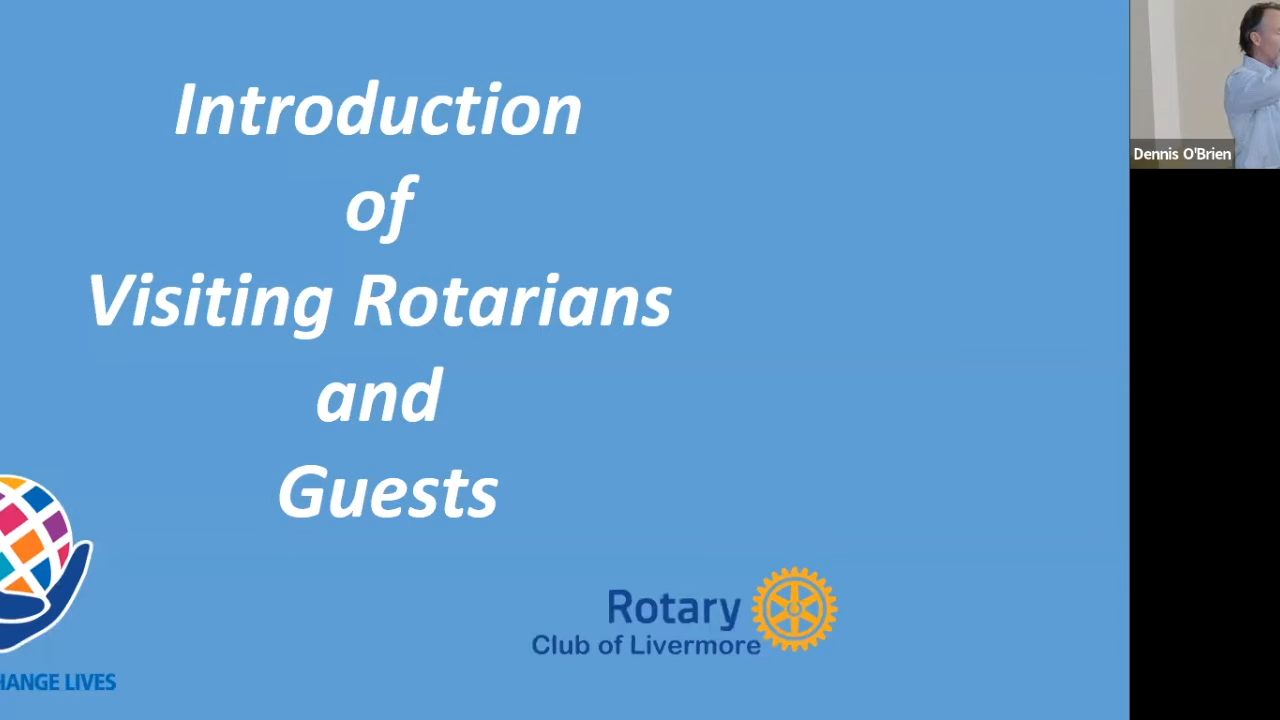 Introduction
of
Visiting Rotarians
and
Guests
Dennis O'Brien
Rotary
Club of Livermore
HANGE LIVES